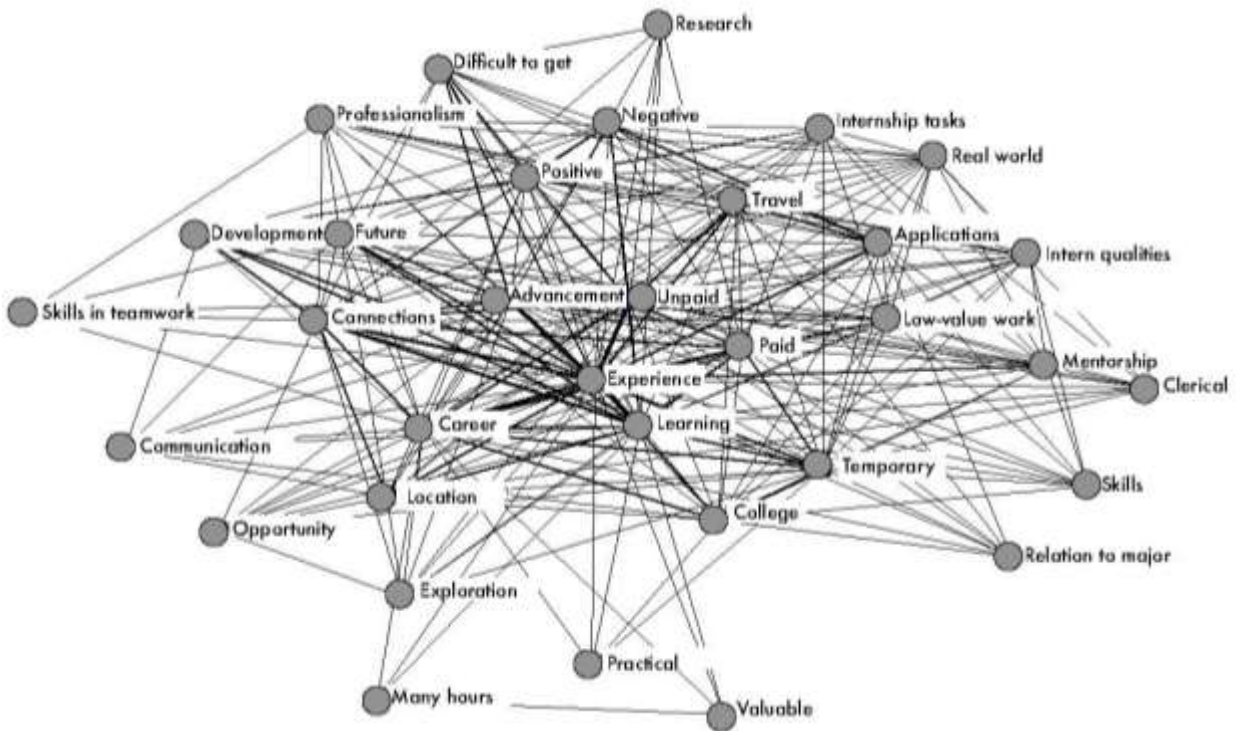 Research
Difficult to get
Professionalism
Negative
Internship tasks
Real world
Positive
Travel
Development
Future
Applications
Intern qualities
Skills in teamwork
Connections
Advancement
Unpaid
Low-value work
Paid
Mentorship
Experience
Clerical
Career
Learning
Communication
Temporary
Location
Skills
Opportunity
College
Relation to major
Exploration
Practical
Many hours
Valuable